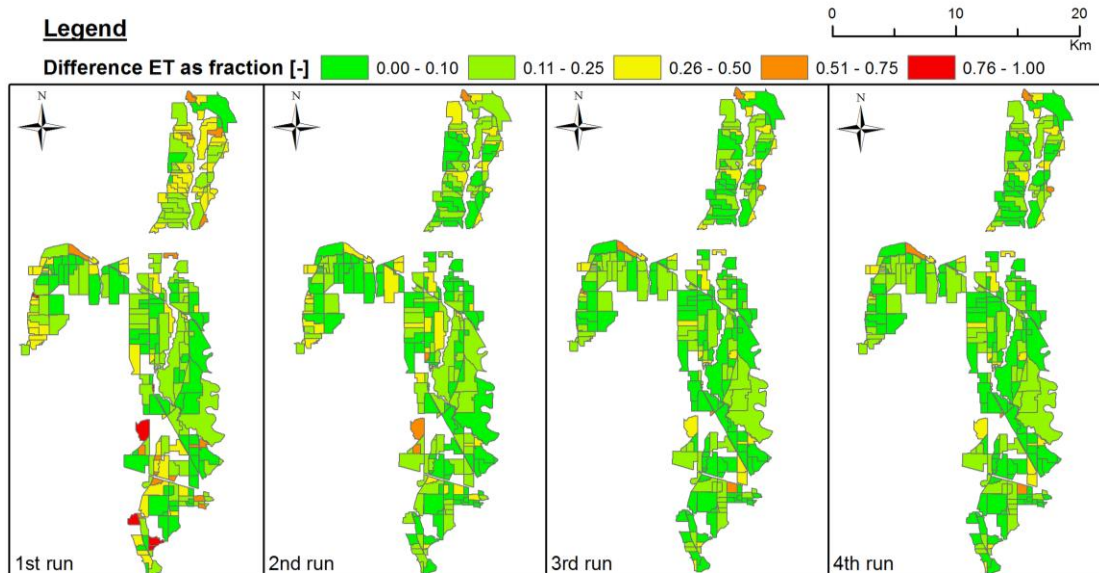 Legend
0 10 20
Km
Difference ET as fraction [-] 0.00 - 0.10 0.11 - 0.25 0.26 - 0.50 0.51 - 0.75 0.76 - 1.00
N N N N
1st run 2nd run 3rd run 4th run